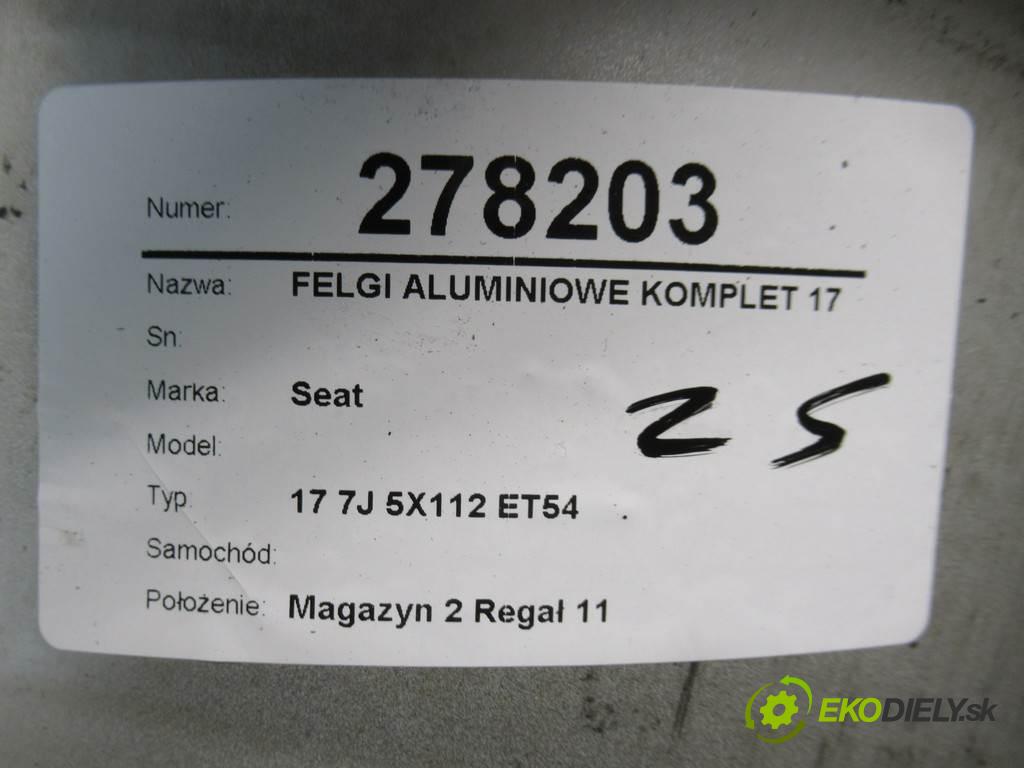 Numer: 278203
Nazwa: FELGI ALUMINIOWE KOMPLET 17
Sn:
Marka: Seat
Model:
Typ 17 7J 5X112 ET54
Samochód:
Położenie: Magazyn 2 Regał 11
25
EKODIELY.sk